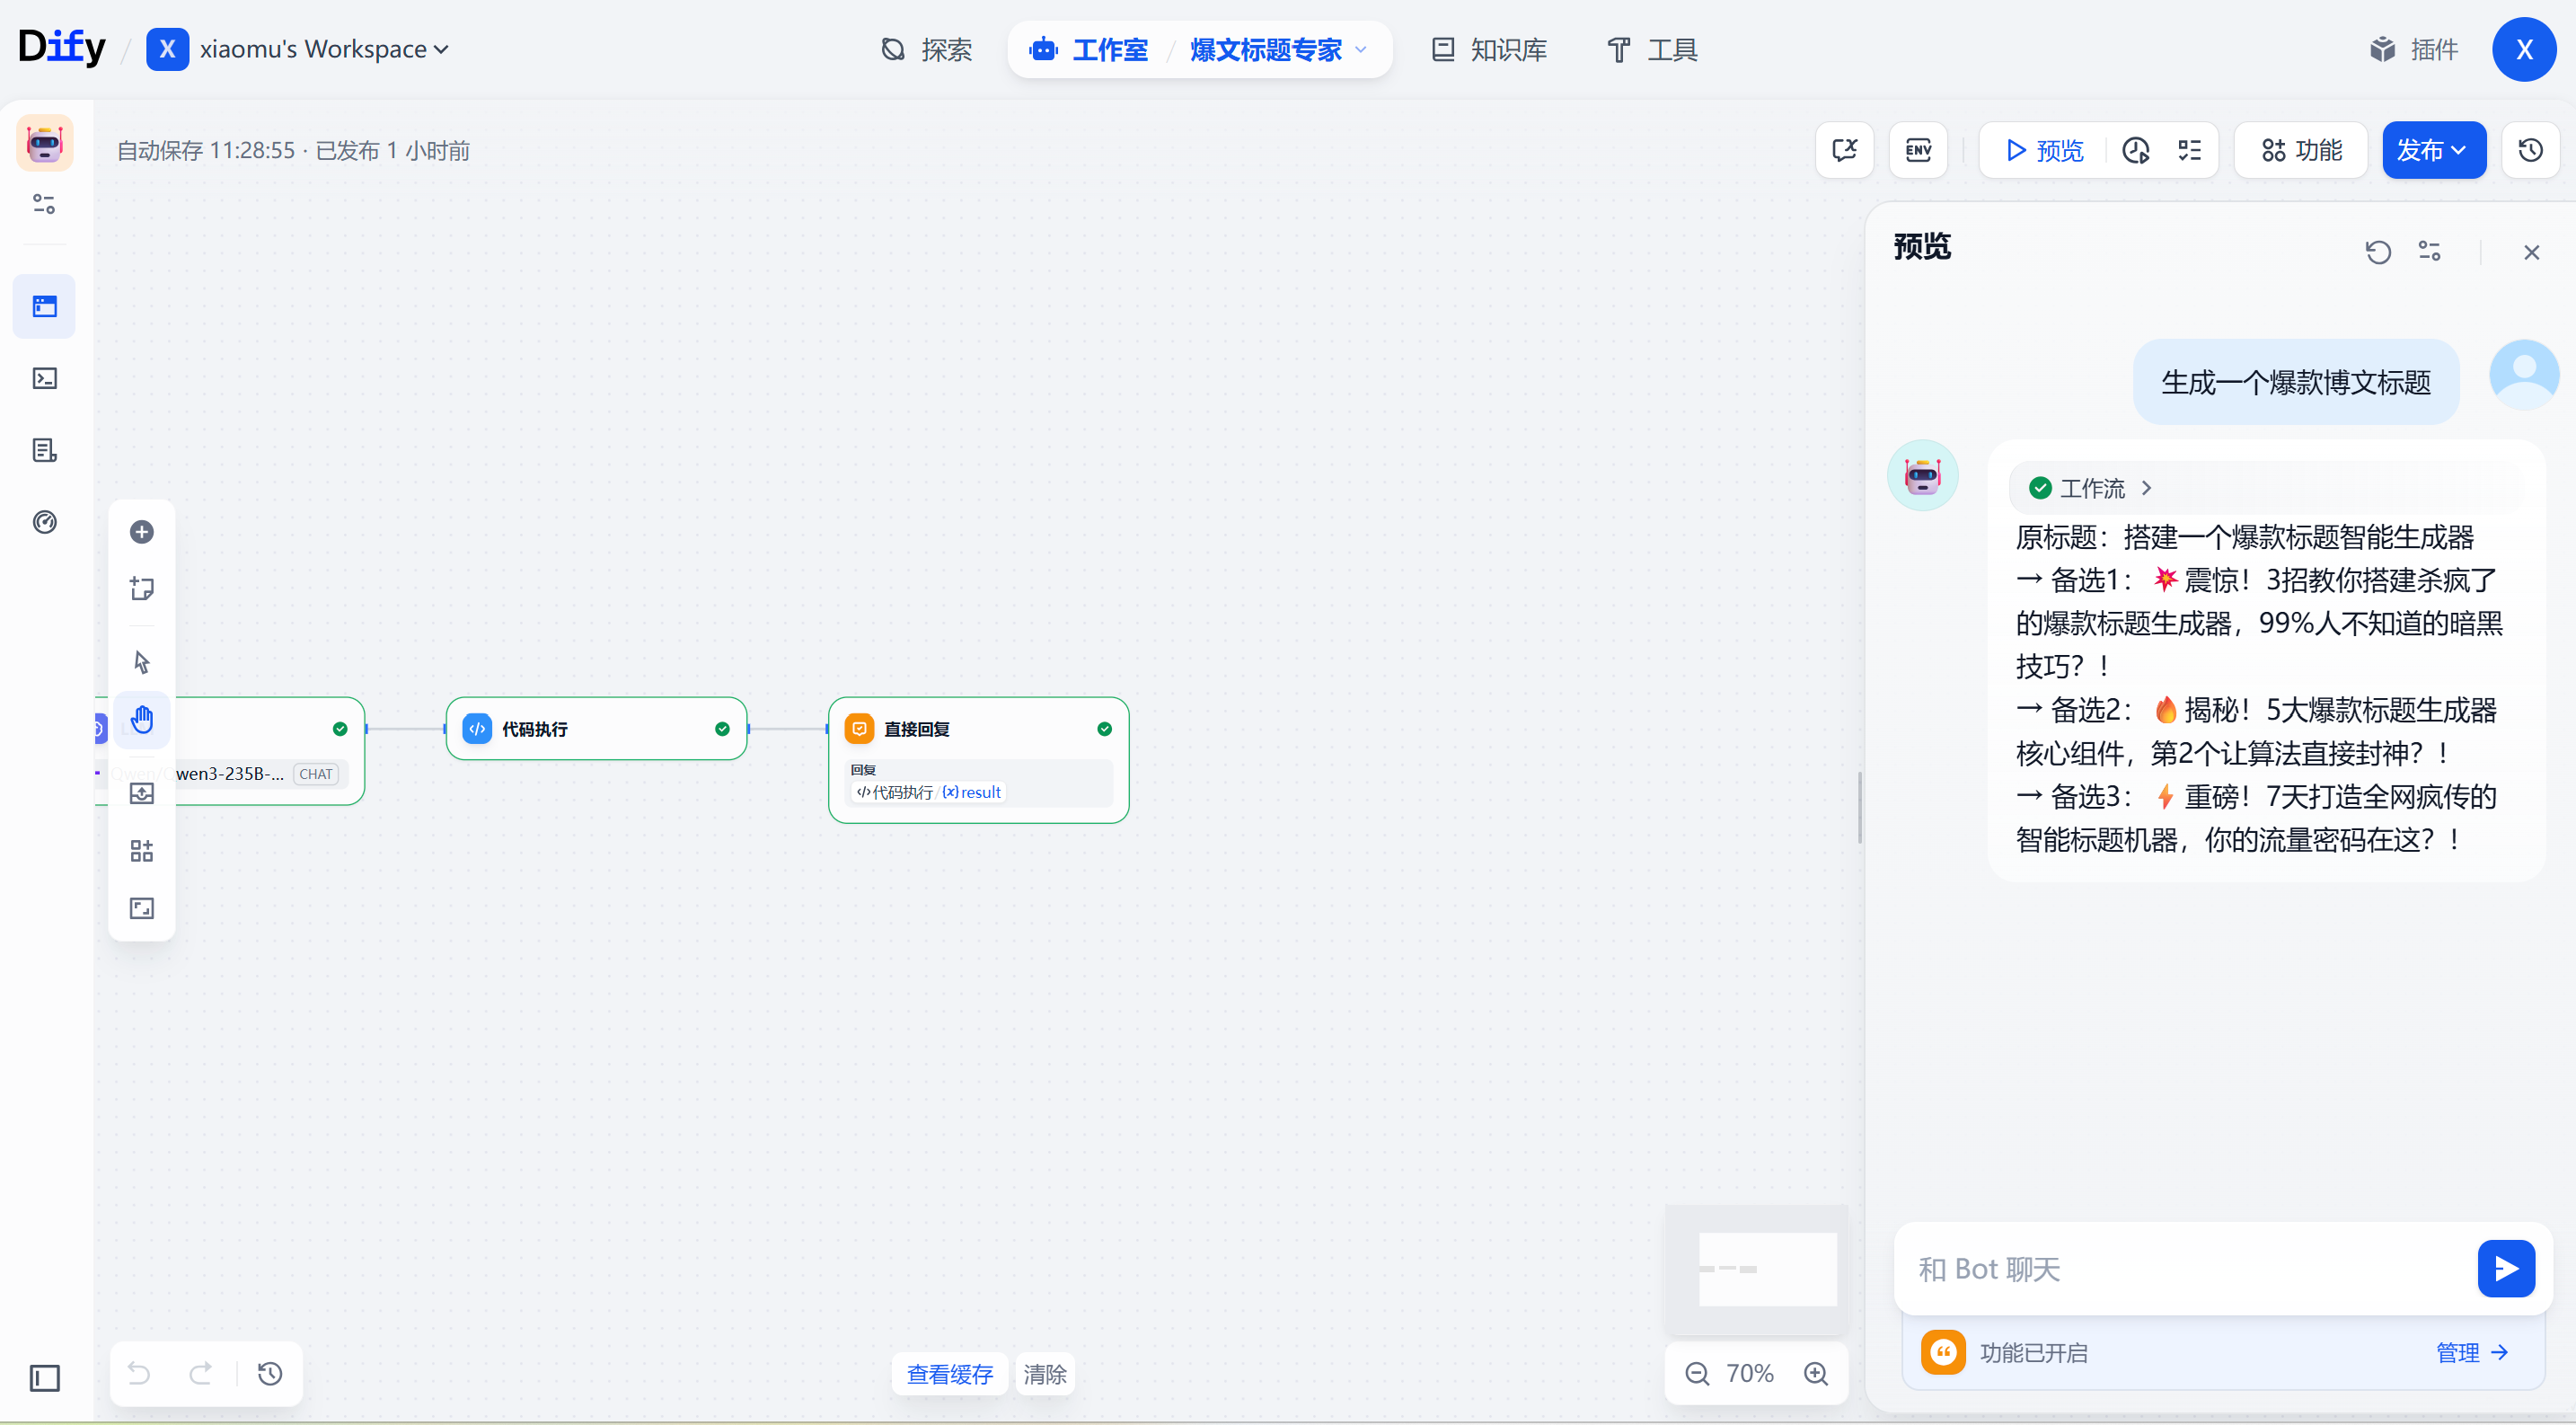 Dify / X xiaomu's Workspace
探索
工作室 / 爆文标题专家
知识库
工具
插件
X
自动保存 11:28:55 · 已发布 1 小时前
ENV
预览
功能
发布
预览
生成一个爆款博文标题
工作流
原标题：搭建一个爆款标题智能生成器
→ 备选1：💥震惊！3招教你搭建杀疯了
的爆款标题生成器，99%人不知道的暗黑
技巧？！
→ 备选2：🔥揭秘！5大爆款标题生成器
核心组件，第2个让算法直接封神？！
→ 备选3：⚡重磅！7天打造全网疯传的
智能标题机器，你的流量密码在这？！
Qwen/Qwen3-235B-... CHAT
代码执行
直接回复
回复
代码执行/{x}result
和 Bot 聊天
功能已开启
管理 →
查看缓存
清除
70%